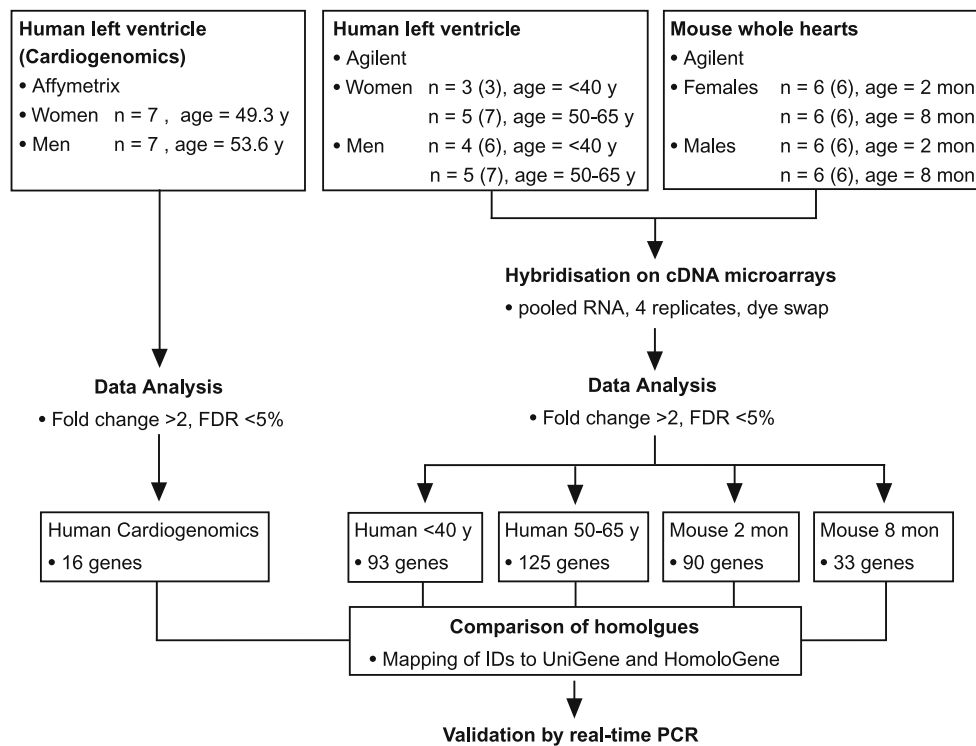 Human left ventricle
(Cardiogenomics)
• Affymetrix
• Women n = 7 , age = 49.3 y
• Men n = 7 , age = 53.6 y
Human left ventricle
• Agilent
• Women n = 3 (3), age = <40 y
n = 5 (7), age = 50-65 y
• Men n = 4 (6), age = <40 y
n = 5 (7), age = 50-65 y
Mouse whole hearts
• Agilent
• Females n = 6 (6), age = 2 mon
n = 6 (6), age = 8 mon
• Males n = 6 (6), age = 2 mon
n = 6 (6), age = 8 mon
Hybridisation on cDNA microarrays
• pooled RNA, 4 replicates, dye swap
Data Analysis
• Fold change >2, FDR <5%
Data Analysis
• Fold change >2, FDR <5%
Human Cardiogenomics
• 16 genes
Human <40 y
• 93 genes
Human 50-65 y
• 125 genes
Mouse 2 mon
• 90 genes
Mouse 8 mon
• 33 genes
Comparison of homolgues
• Mapping of IDs to UniGene and HomoloGene
Validation by real-time PCR